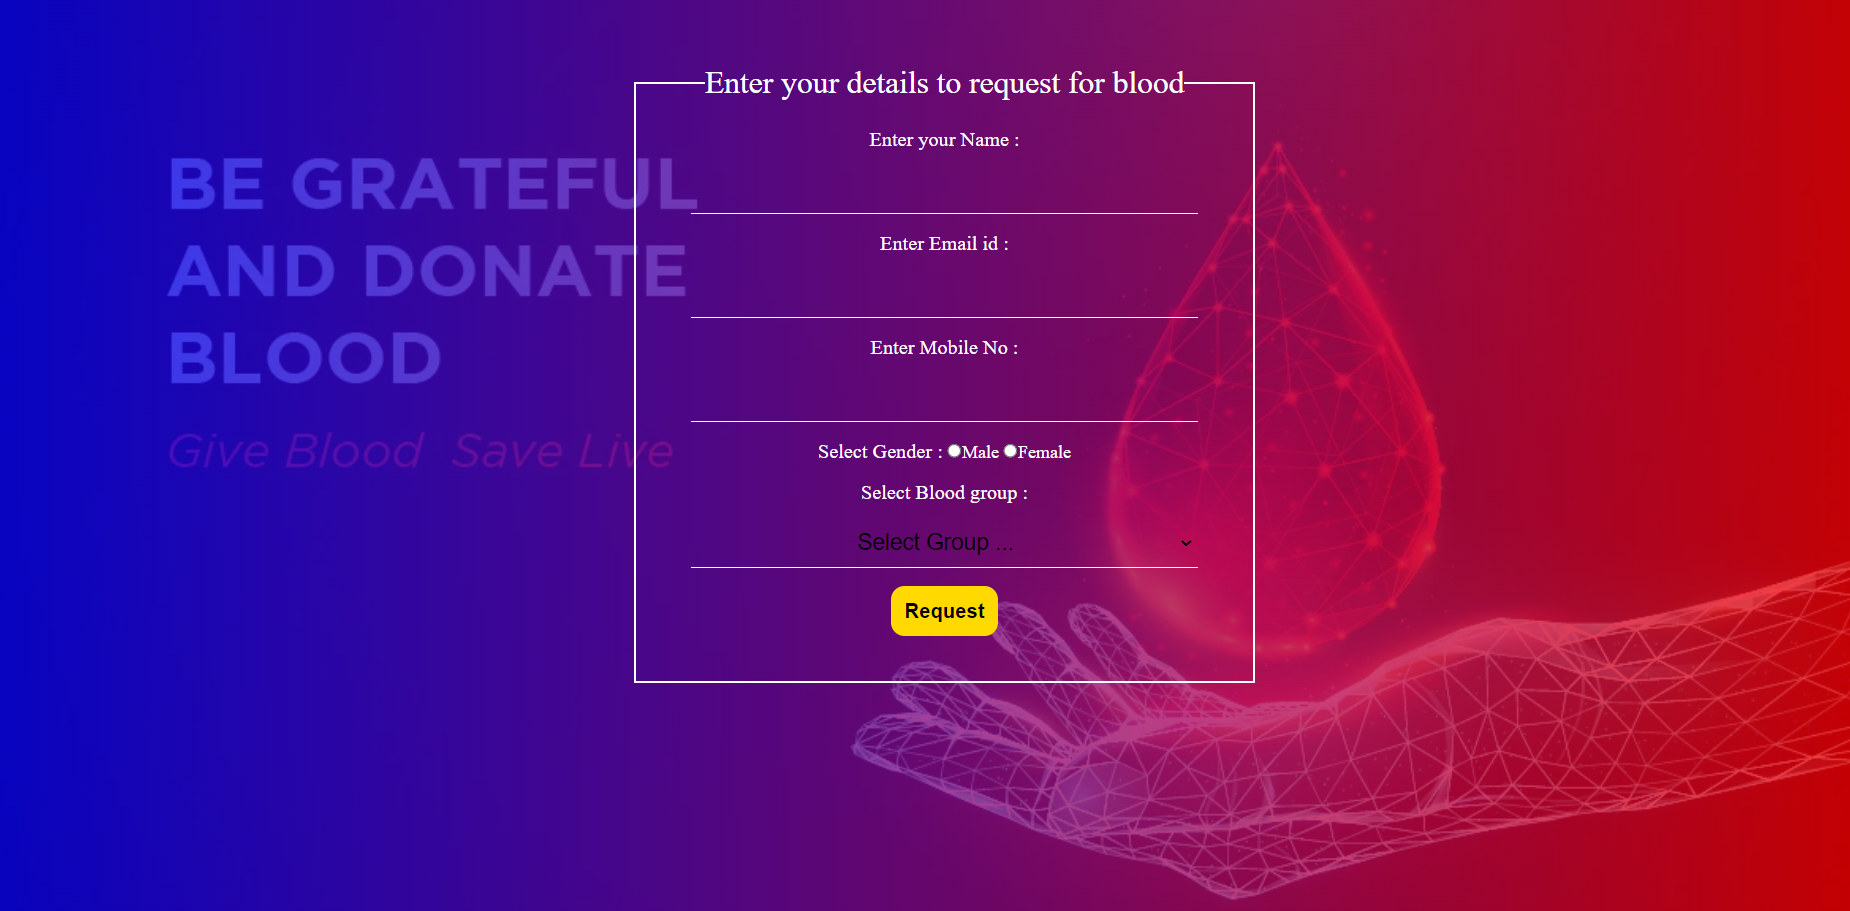 Enter your details to request for blood
BE GRATEFUL
AND DONATE
BLOOD
Give Blood Save Live
Enter your Name :
Enter Email id :
Enter Mobile No :
Select Gender : Male Female
Select Blood group :
Select Group ...
Request